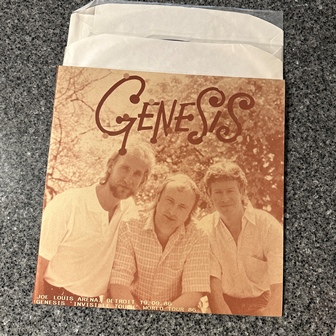 GENESIS
JOE LOUIS ARENA, DETROIT
GENESIS "INVISIBLE TOUCH" WORLD TOUR